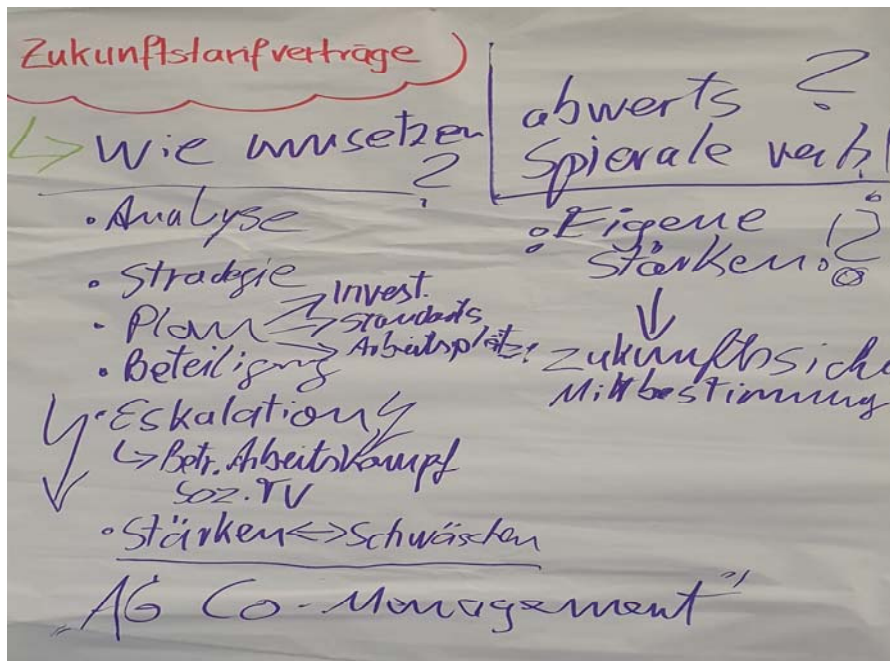 Zukunftstarifverträge
↳ Wie umsetzen ?
• Analyse
• Stradegie
• Plan → Invest.
→ Standards
→ Arbeitsplätze
• Beteiligung
• Eskalation
↳ Betr. Arbeitskampf
Soz. TV
• Stärken <-> Schwächen
„AG Co-Management"
abwerts ?
Spierale
: Eigene
Stärken !?
↓
Zukunftssich
Mittbestimmung